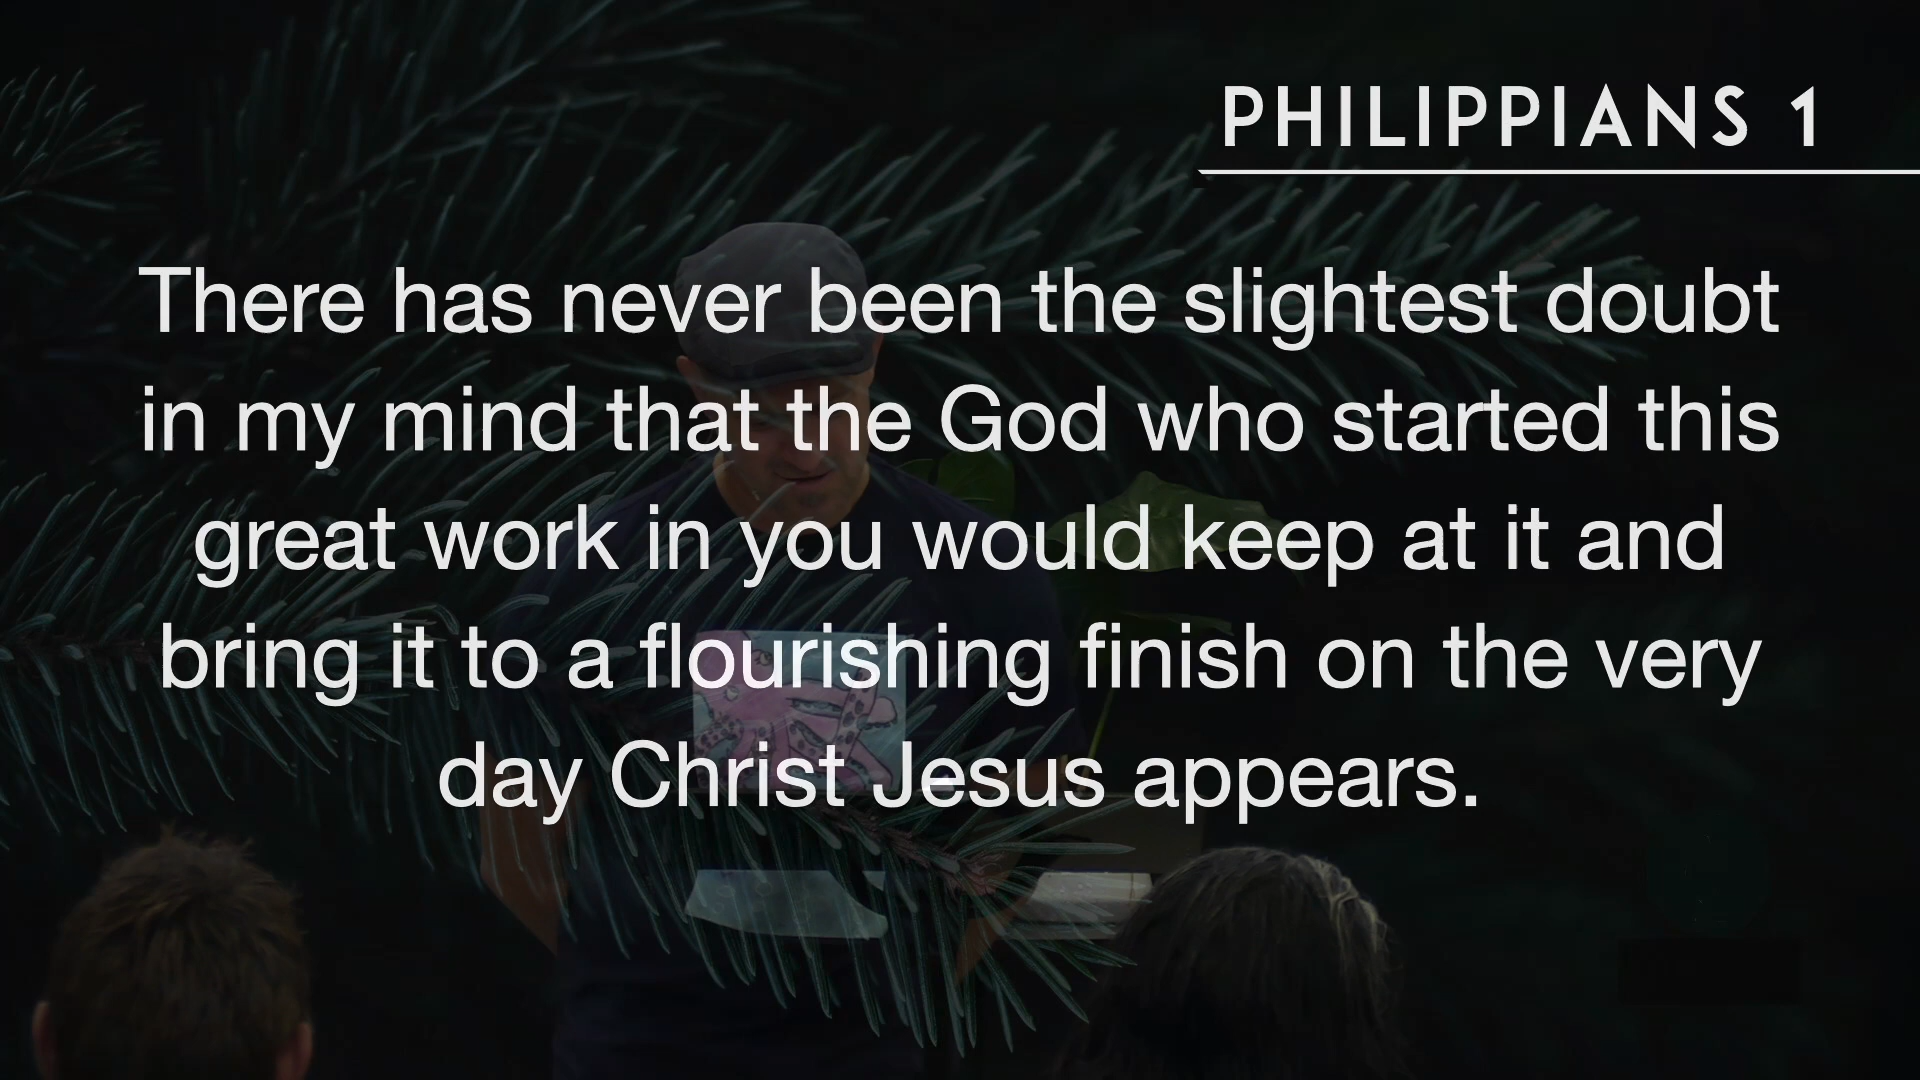 PHILIPPIANS 1
There has never been the slightest doubt
in my mind that the God who started this
great work in you would keep at it and
bring it to a flourishing finish on the very
day Christ Jesus appears.